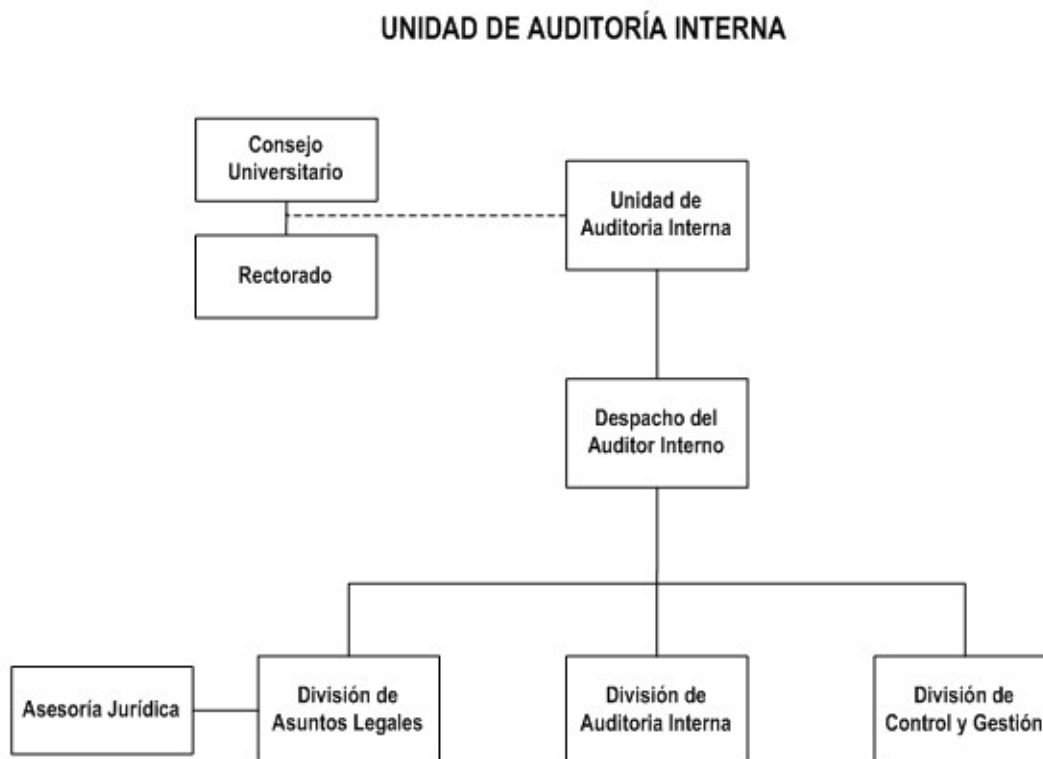 UNIDAD DE AUDITORÍA INTERNA
Consejo
Universitario
Unidad de
Auditoria Interna
Rectorado
Despacho del
Auditor Interno
Asesoría Jurídica
División de
Asuntos Legales
División de
Auditoria Interna
División de
Control y Gestión